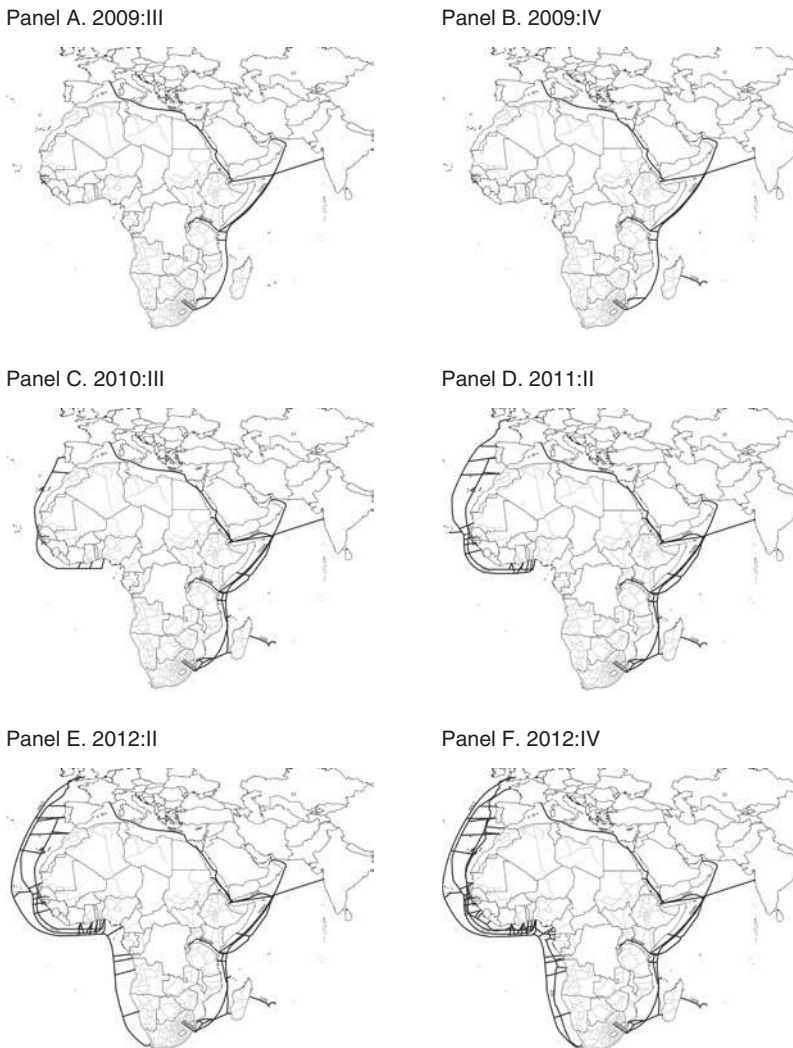 Panel A. 2009:III
Panel B. 2009:IV
Panel C. 2010:III
Panel D. 2011:II
Panel E. 2012:II
Panel F. 2012:IV